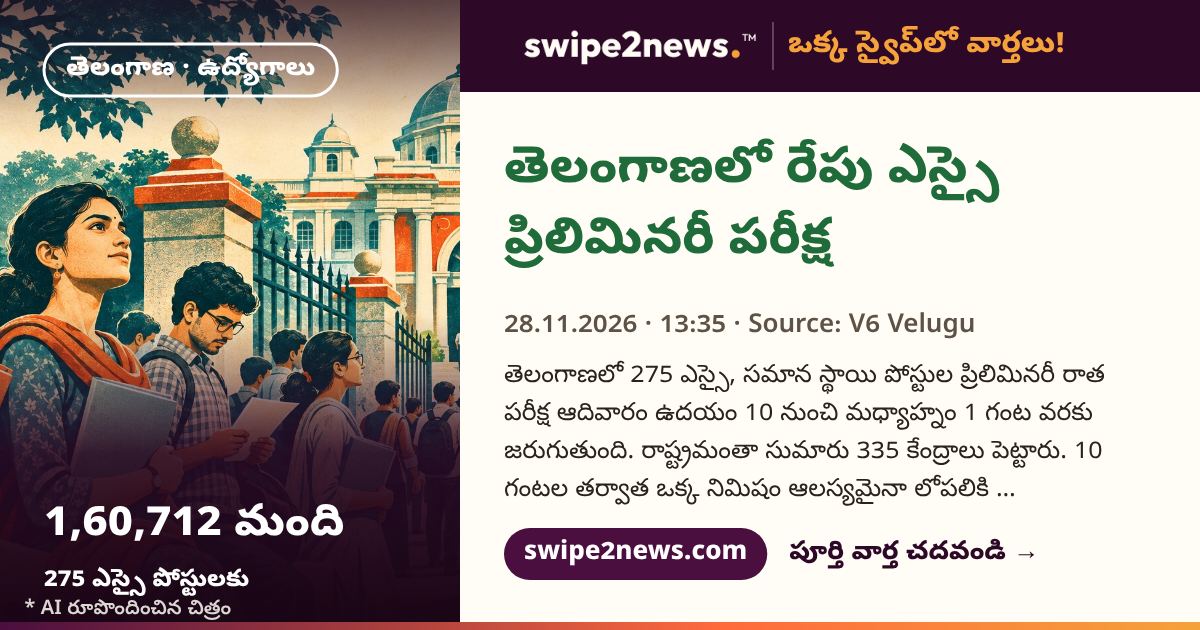 తెలంగాణ · ఉద్యోగాలు
1,60,712 మంది
275 ఎస్సై పోస్టులకు
* AI రూపొందించిన చిత్రం
swipe2news.™ ఒక్క స్వైప్‌లో వార్తలు!
తెలంగాణలో రేపు ఎస్సై
ప్రిలిమినరీ పరీక్ష
28.11.2026 · 13:35 · Source: V6 Velugu
తెలంగాణలో 275 ఎస్సై, సమాన స్థాయి పోస్టుల ప్రిలిమినరీ రాత
పరీక్ష ఆదివారం ఉదయం 10 నుంచి మధ్యాహ్నం 1 గంట వరకు
జరుగుతుంది. రాష్ట్రమంతా సుమారు 335 కేంద్రాలు పెట్టారు. 10
గంటల తర్వాత ఒక్క నిమిషం ఆలస్యమైనా లోపలికి ...
swipe2news.com పూర్తి వార్త చదవండి →